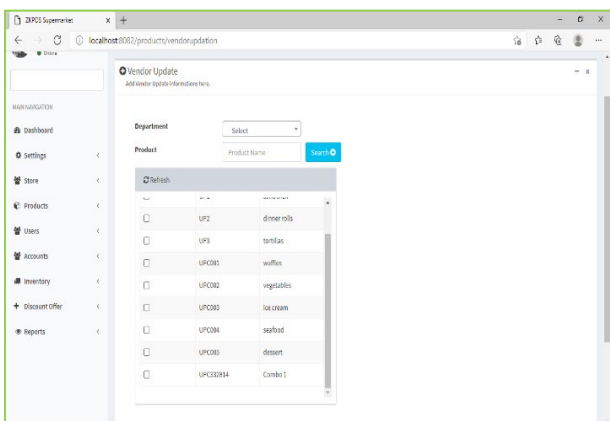 ZKPOS Supermarket
localhost:8082/products/vendorupdation
Online
Vendor Update
Add Vendor Update Informations here.
MAIN NAVIGATION
Dashboard
Settings
Store
Products
Users
Accounts
Inventory
Discount Offer
Reports
Department
Select
Product
Product Name
Search
Refresh
UP2 dinner rolls
UP3 tortillas
UPC001 waffles
UPC002 vegetables
UPC003 ice cream
UPC004 seafood
UPC005 dessert
UPC332814 Combo 1